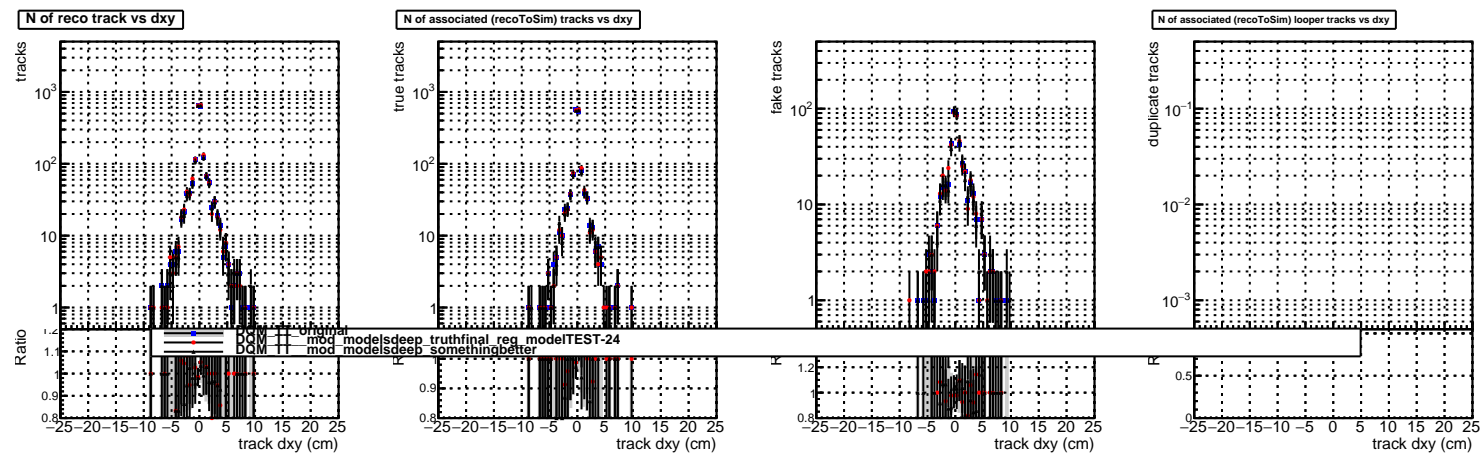 N of reco track vs dxy
tracks
10³
10²
10
1
Ratio
1.2
1.1
1
0.9
0.8
−25 −20 −15 −10 −5 0 5 10 15 20 25
track dxy (cm)
N of associated (recoToSim) tracks vs dxy
true tracks
10³
10²
10
1
0.9
0.8
−25 −20 −15 −10 −5 0 5 10 15 20 25
track dxy (cm)
fake tracks
10²
10
1
1.2
1
0.8
−25 −20 −15 −10 −5 0 5 10 15 20 25
track dxy (cm)
N of associated (recoToSim) looper tracks vs dxy
duplicate tracks
10⁻¹
10⁻²
10⁻³
0.5
0
−25 −20 −15 −10 −5 0 5 10 15 20 25
track dxy (cm)
DQM_TT__original
DQM_TT__mod_modelsdeep_truthfinal_reg_modelTEST-24
DQM_TT__mod_modelsdeep_somethingbetter